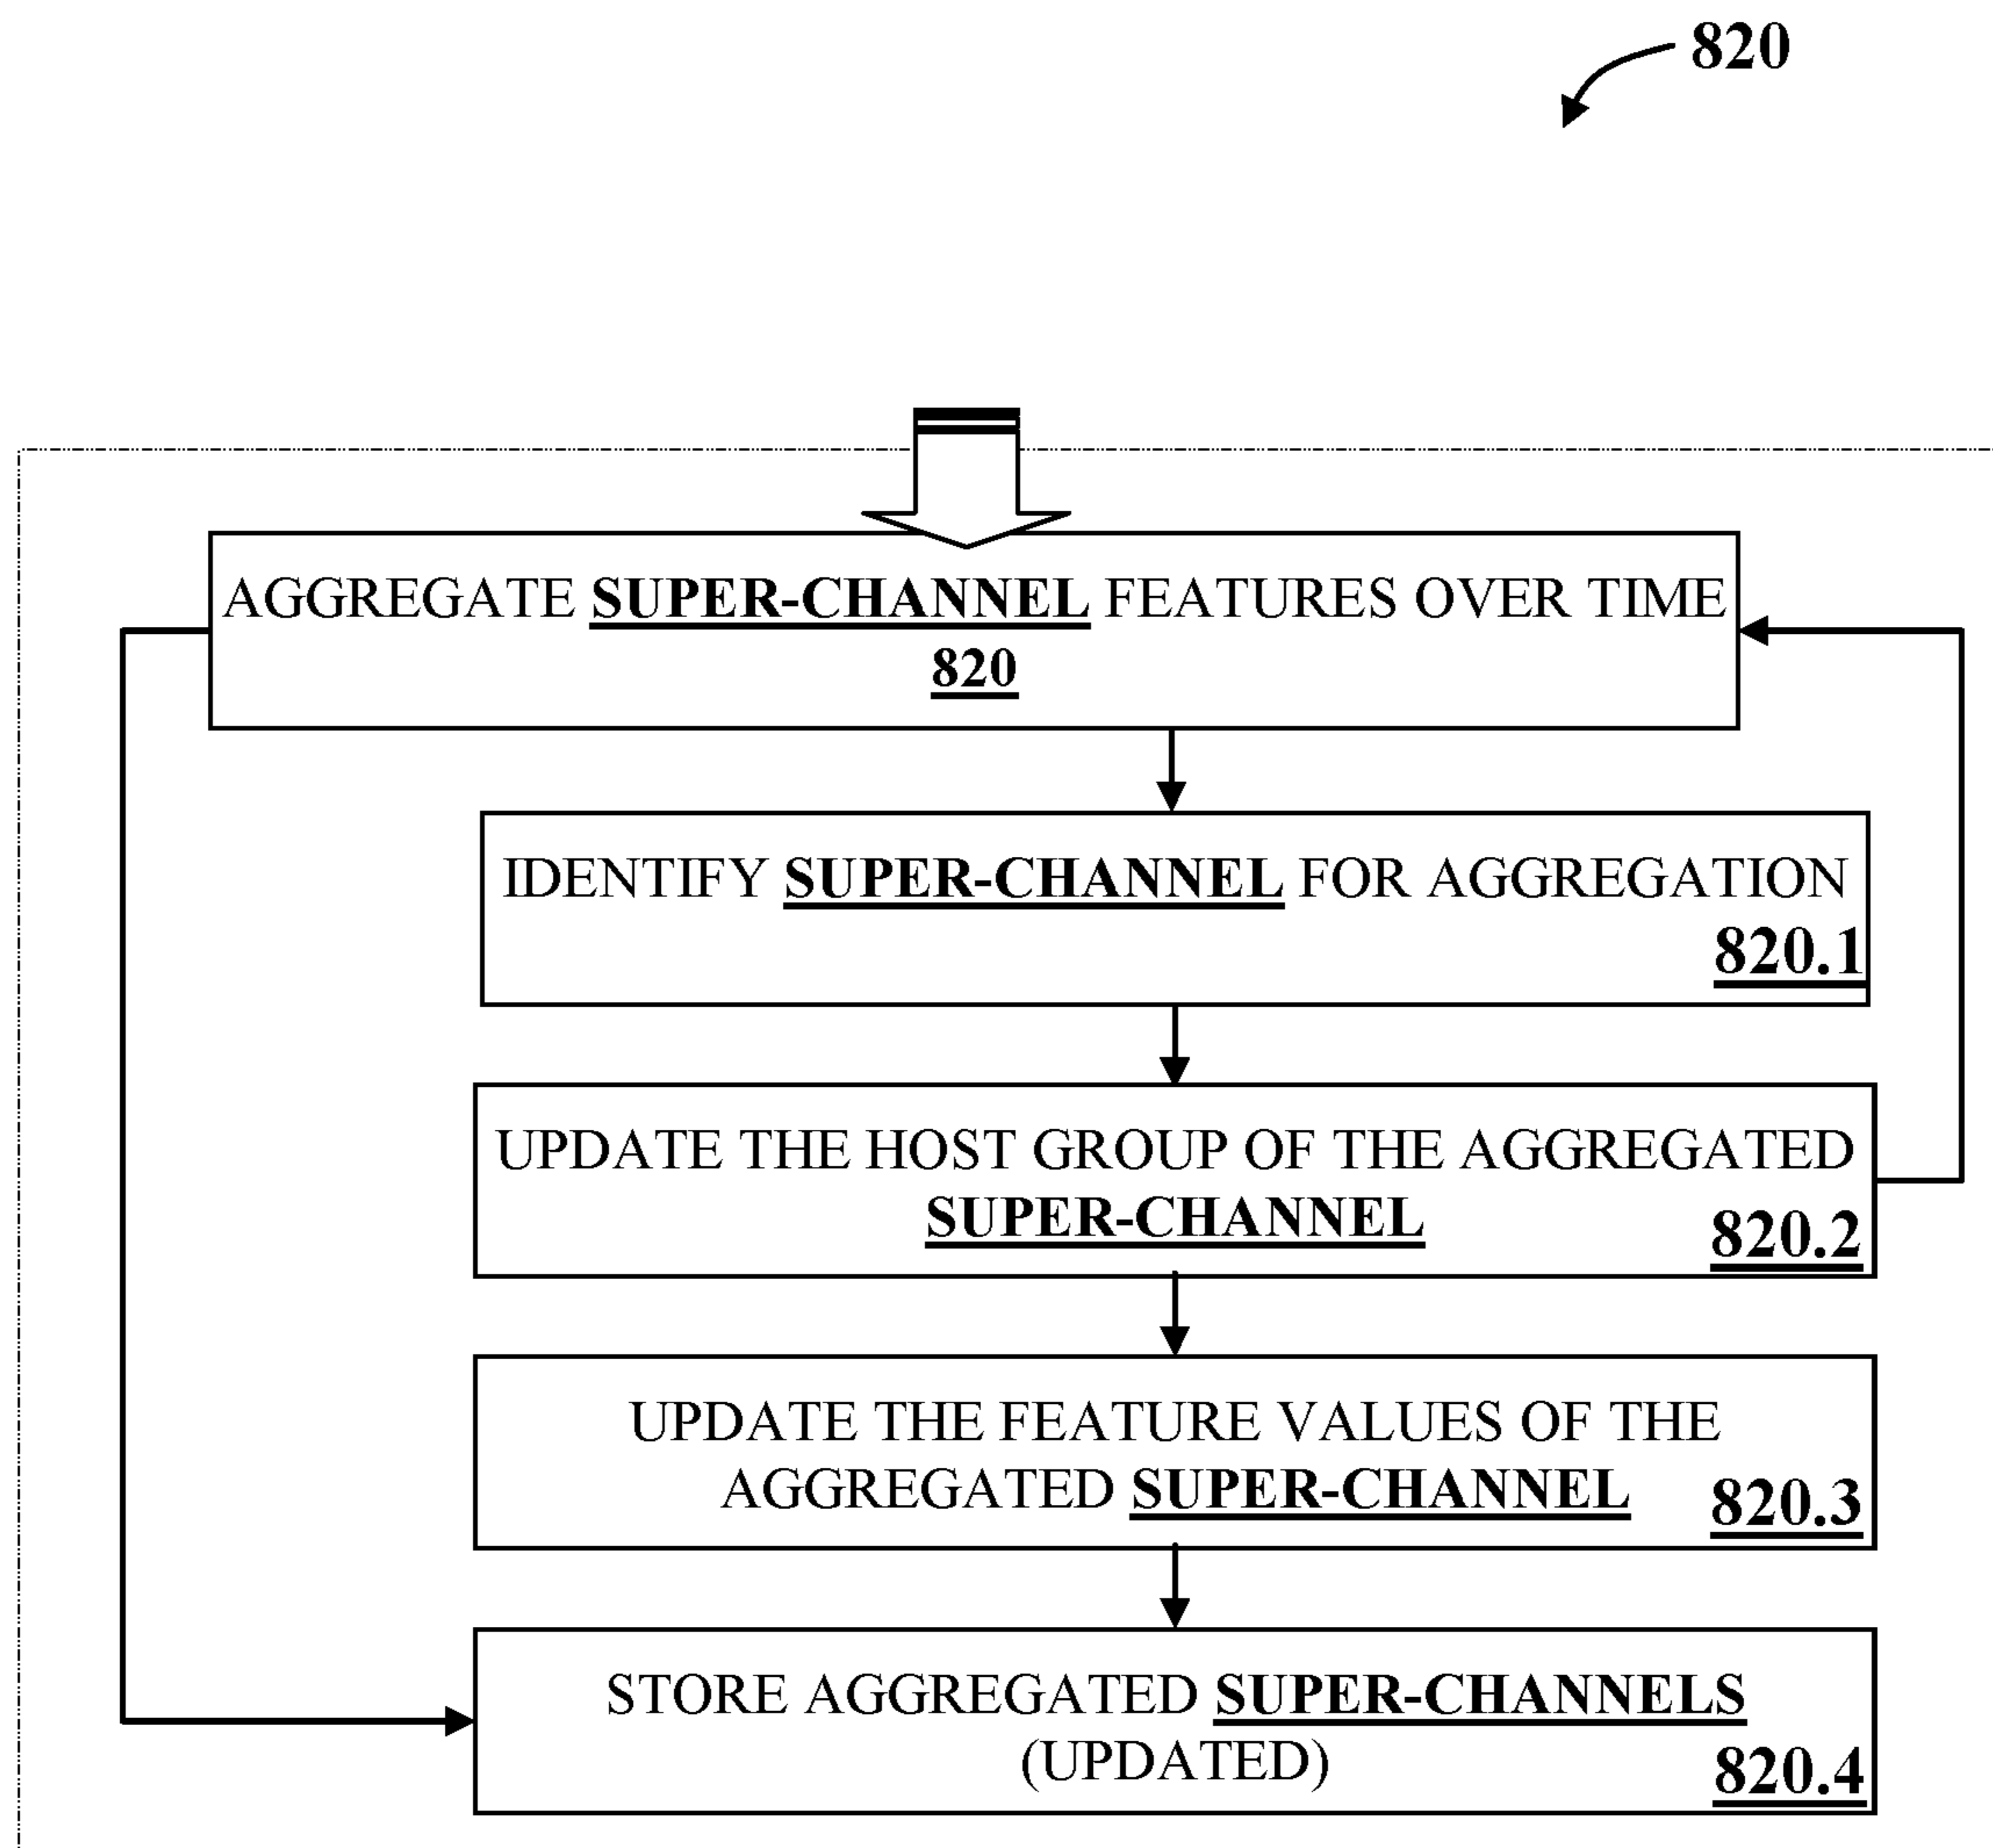 820
AGGREGATE SUPER-CHANNEL FEATURES OVER TIME
820
IDENTIFY SUPER-CHANNEL FOR AGGREGATION
820.1
UPDATE THE HOST GROUP OF THE AGGREGATED
SUPER-CHANNEL
820.2
UPDATE THE FEATURE VALUES OF THE
AGGREGATED SUPER-CHANNEL
820.3
STORE AGGREGATED SUPER-CHANNELS
(UPDATED)
820.4